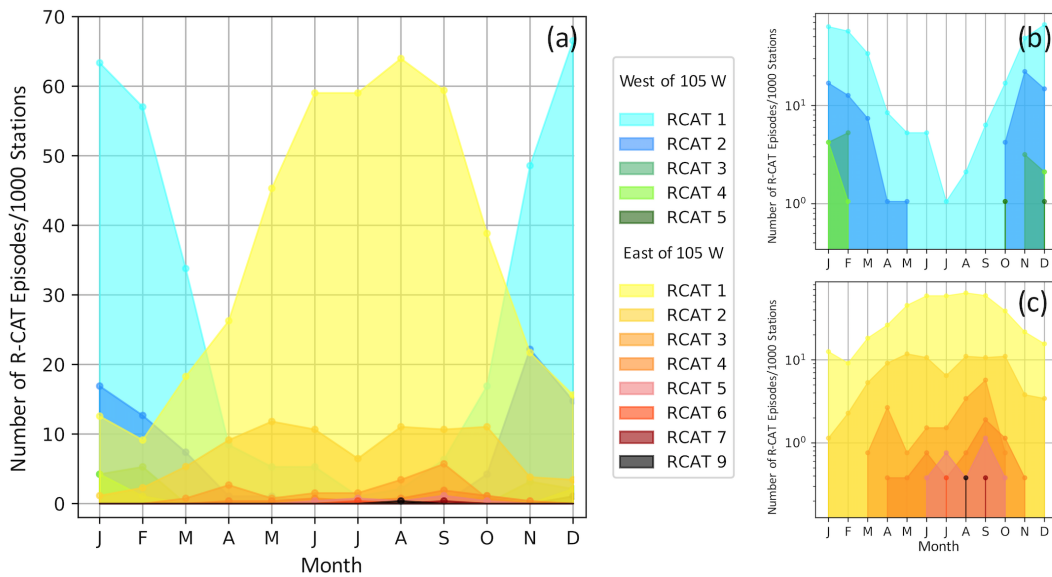 (a)
Number of R-CAT Episodes/1000 Stations
70
60
50
40
30
20
10
0
J F M A M J J A S O N D
Month
West of 105 W
RCAT 1
RCAT 2
RCAT 3
RCAT 4
RCAT 5
East of 105 W
RCAT 1
RCAT 2
RCAT 3
RCAT 4
RCAT 5
RCAT 6
RCAT 7
RCAT 9
(b)
Number of R-CAT Episodes/1000 Stations
10¹
10⁰
J F M A M J J A S O N D
(c)
Number of R-CAT Episodes/1000 Stations
10¹
10⁰
J F M A M J J A S O N D
Month